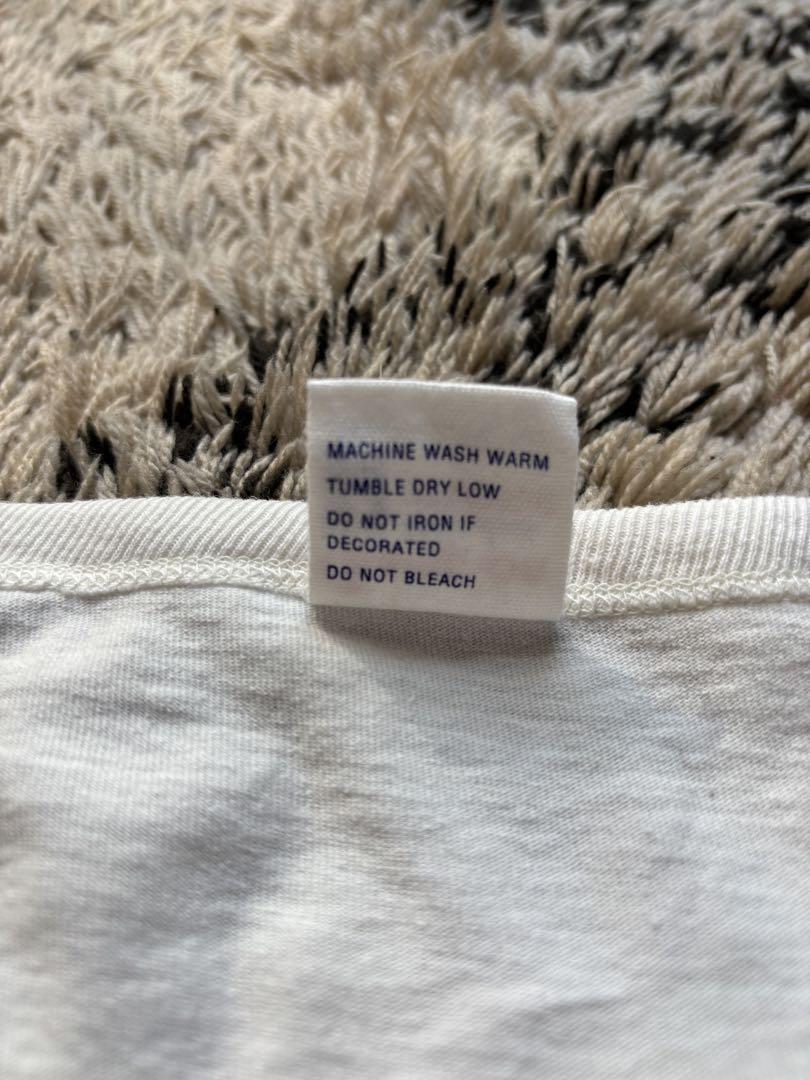 MACHINE WASH WARM
TUMBLE DRY LOW
DO NOT IRON IF
DECORATED
DO NOT BLEACH